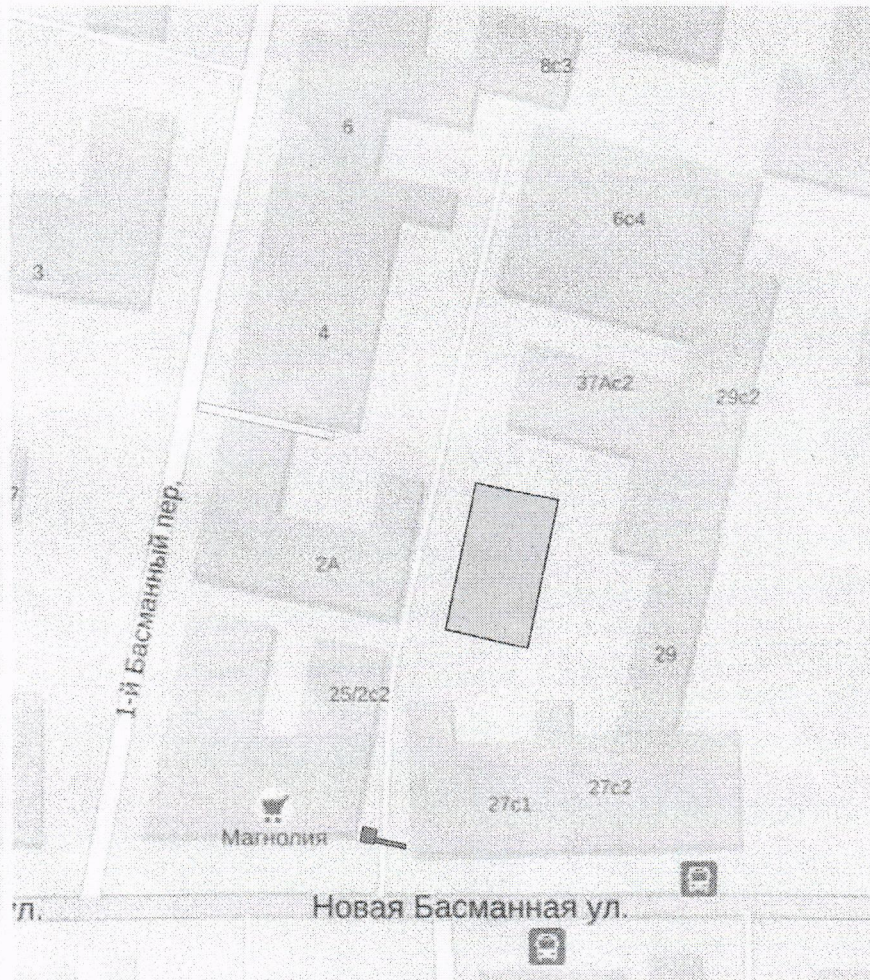 8с3
6
6с4
3
4
37Ас2
29с2
1-й Басманный пер.
2А
29
25/2с2
27с2
27с1
Магнолия
ул.
Новая Басманная ул.